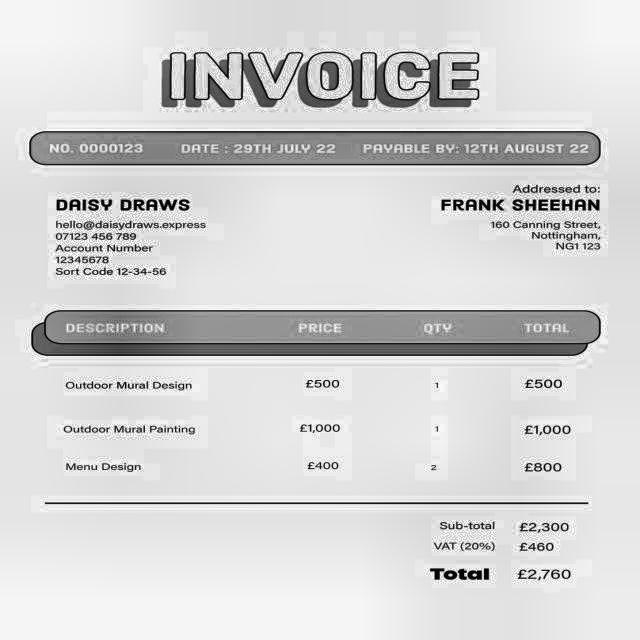 INVOICE
NO. 0000123 DATE : 29TH JULY 22 PAYABLE BY: 12TH AUGUST 22
Addressed to:
DAISY DRAWS FRANK SHEEHAN
hello@daisydraws.express 160 Canning Street,
07123 456 789 Nottingham,
Account Number NG1 123
12345678
Sort Code 12-34-56
DESCRIPTION PRICE QTY TOTAL
Outdoor Mural Design £500 1 £500
Outdoor Mural Painting £1,000 1 £1,000
Menu Design £400 2 £800
Sub-total £2,300
VAT (20%) £460
Total £2,760